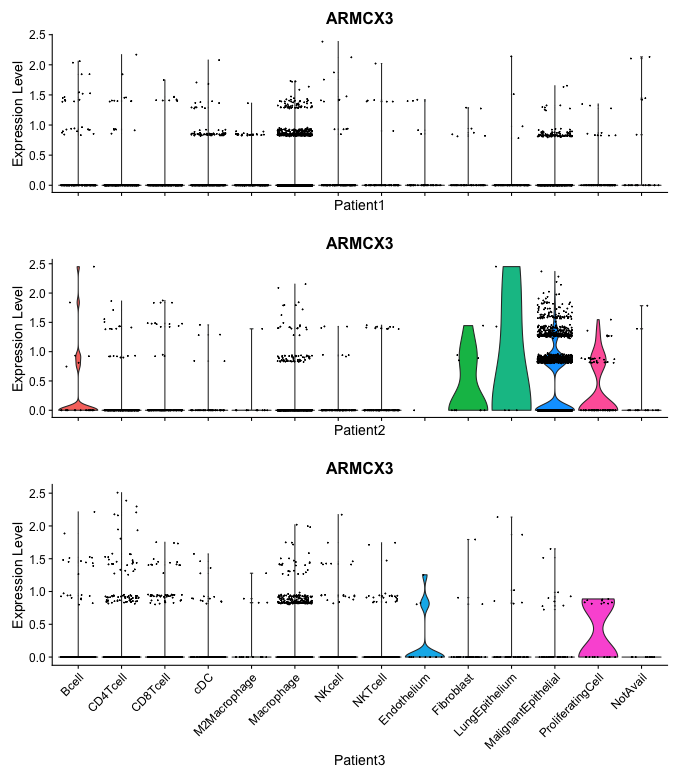 ARMCX3
Expression Level
2.5
2.0
1.5
1.0
0.5
0.0
Patient1
ARMCX3
Expression Level
2.5
2.0
1.5
1.0
0.5
0.0
Patient2
ARMCX3
Expression Level
2.5
2.0
1.5
1.0
0.5
0.0
Bcell
CD4Tcell
CD8Tcell
cDC
M2Macrophage
Macrophage
NKcell
NKTcell
Endothelium
Fibroblast
LungEpithelium
MalignantEpithelial
ProliferatingCell
NotAvail
Patient3